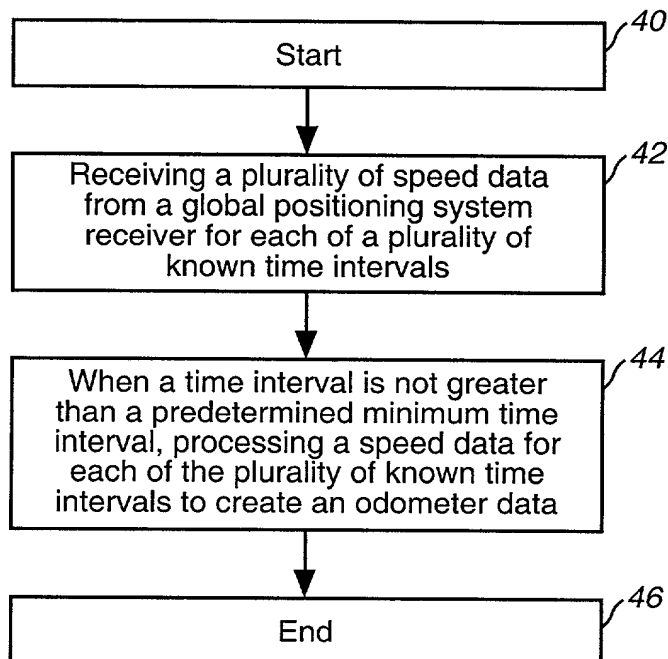 40
Start
42
Receiving a plurality of speed data
from a global positioning system
receiver for each of a plurality of
known time intervals
44
When a time interval is not greater
than a predetermined minimum time
interval, processing a speed data for
each of the plurality of known time
intervals to create an odometer data
46
End